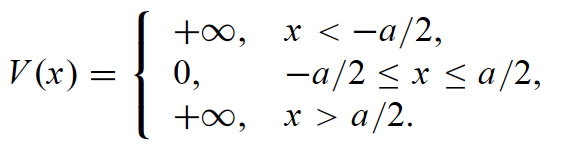 +∞, x < −a/2,
V(x) = { 0, −a/2 ≤ x ≤ a/2,
+∞, x > a/2.